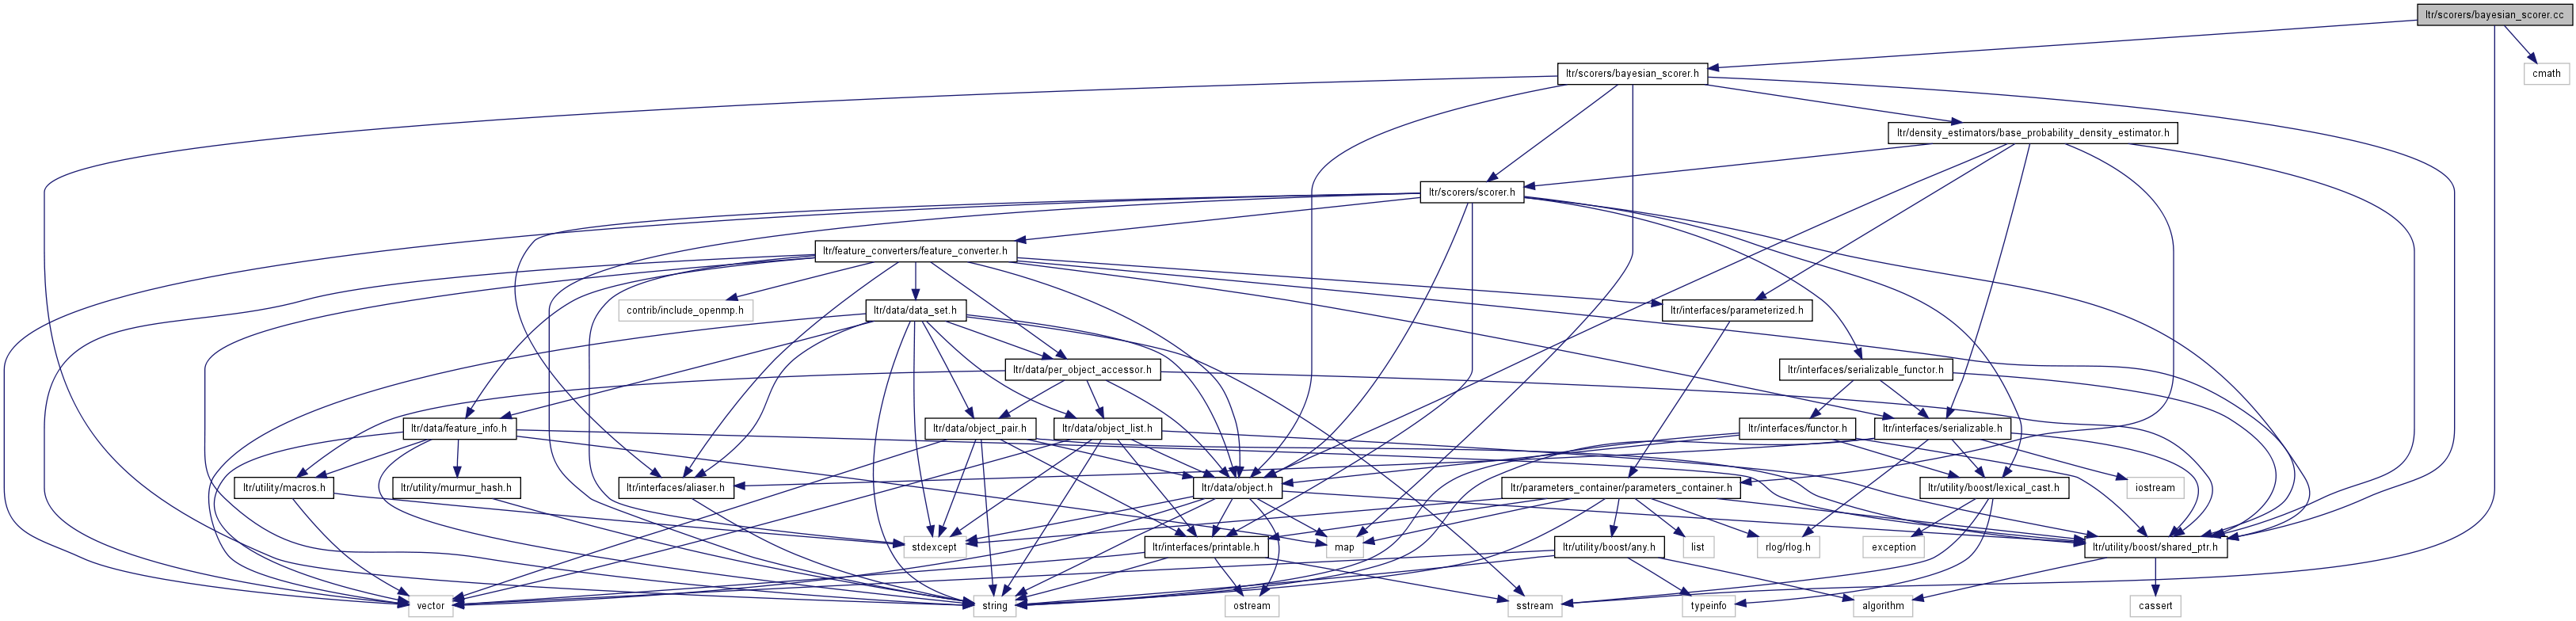 ltr/scorers/bayesian_scorer.cc
ltr/scorers/bayesian_scorer.h
cmath
ltr/density_estimators/base_probability_density_estimator.h
ltr/scorers/scorer.h
ltr/feature_converters/feature_converter.h
contrib/include_openmp.h
ltr/data/data_set.h
ltr/interfaces/parameterized.h
ltr/data/per_object_accessor.h
ltr/interfaces/serializable_functor.h
ltr/data/feature_info.h
ltr/data/object_pair.h
ltr/data/object_list.h
ltr/interfaces/functor.h
ltr/interfaces/serializable.h
ltr/utility/macros.h
ltr/utility/murmur_hash.h
ltr/interfaces/aliaser.h
ltr/data/object.h
ltr/parameters_container/parameters_container.h
ltr/utility/boost/lexical_cast.h
iostream
stdexcept
ltr/interfaces/printable.h
map
ltr/utility/boost/any.h
list
rlog/rlog.h
exception
ltr/utility/boost/shared_ptr.h
vector
string
ostream
sstream
typeinfo
algorithm
cassert